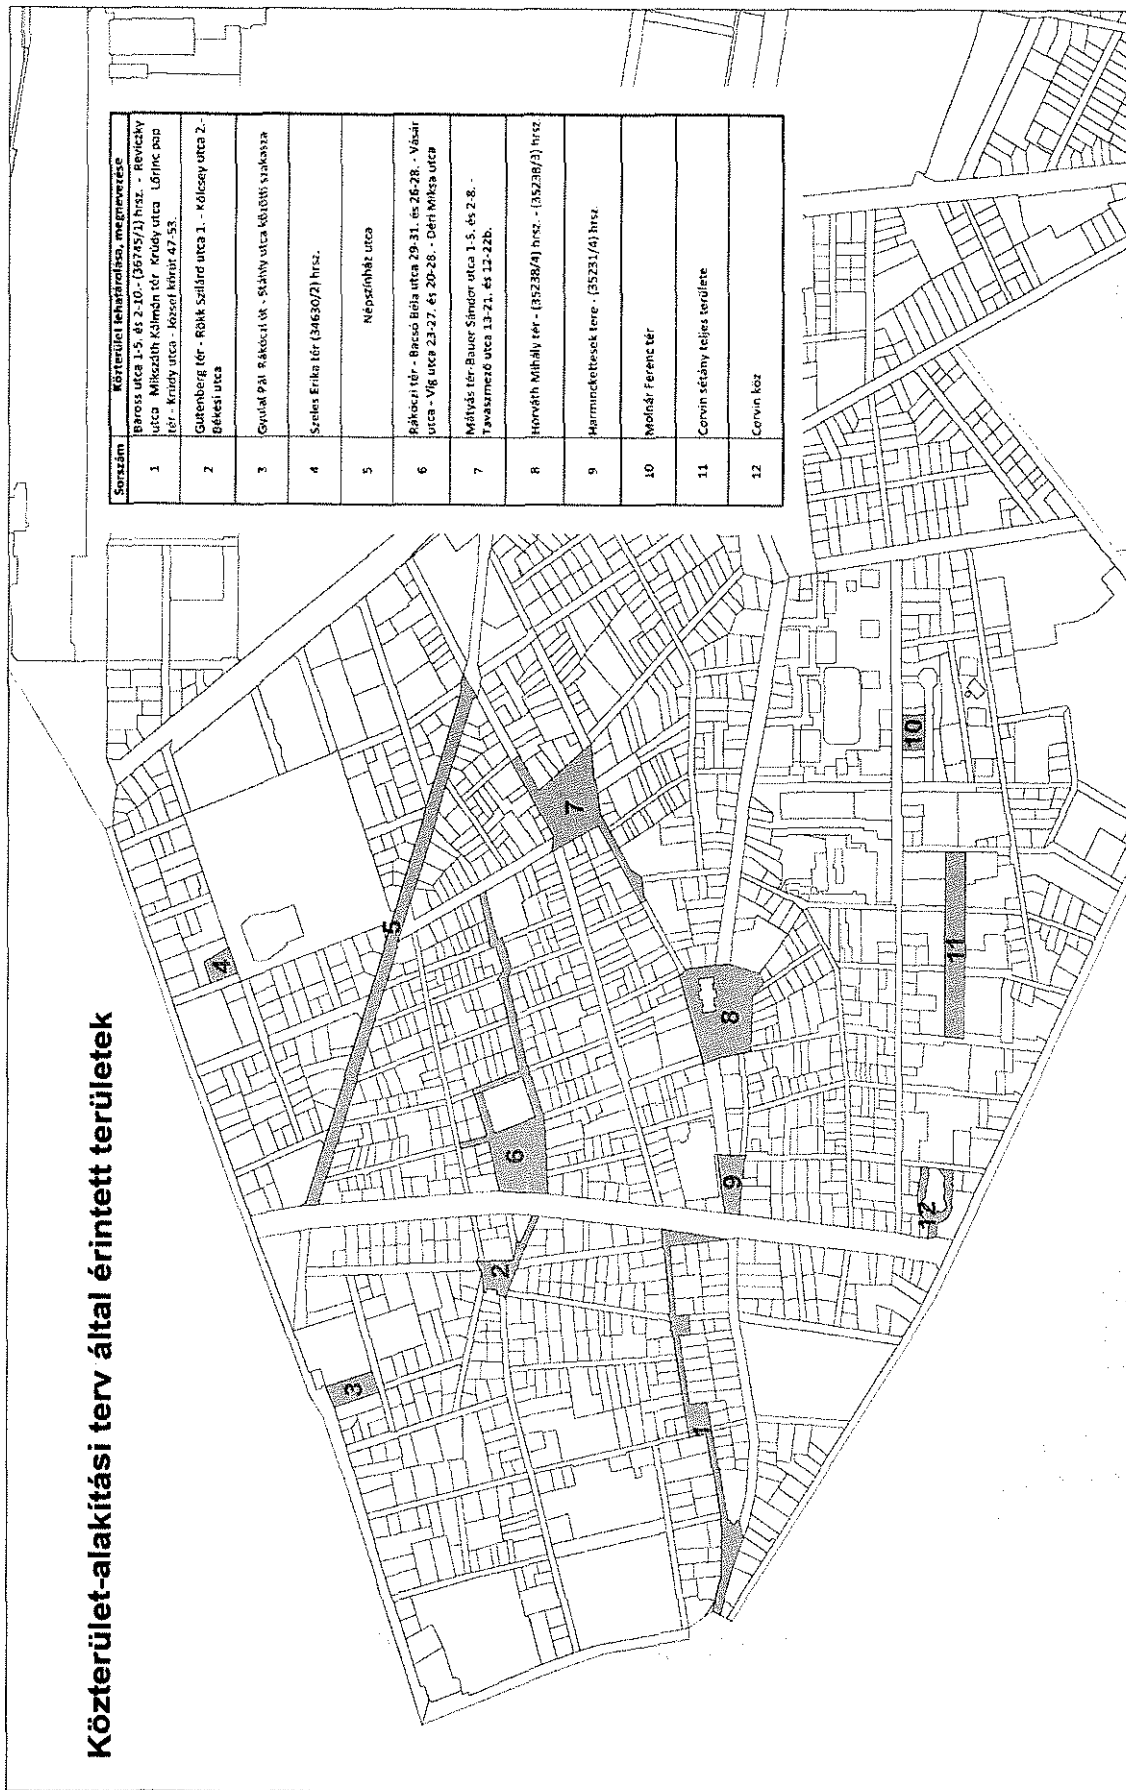 Közterület-alakítási terv által érintett területek
Sorszám Közterület lehatárolása, megnevezése
1 Baross utca 1-5. és 2-10.- (36745/1) hrsz. - Reviczky
utca Mikszáth Kálmán tér Krúdy utca Lőrinc pap
tér - Krúdy utca - József körút 47-53.
2 Gutenberg tér - Rökk Szilárd utca 1. - Kölcsey utca 2.-
Békési utca
3 Gyulai Pál Rákóczi út - Stáhly utca közötti szakasza
4 Szeles Erika tér (34630/2) hrsz.
5 Népszínház utca
6 Rákóczi tér - Bacsó Béla utca 29-31. és 26-28. - Vásár
utca - Víg utca 23-27. és 20-28. - Déri Miksa utca
7 Mátyás tér-Bauer Sándor utca 1-5. és 2-8. -
Tavaszmező utca 13-21. és 12-22b.
8 Horváth Mihály tér - (35238/4) hrsz. - (35238/3) hrsz.
9 Harminckettesek tere - (35231/4) hrsz.
10 Molnár Ferenc tér
11 Corvin sétány teljes területe
12 Corvin köz
1
2
3
4
5
6
7
8
9
10
11
12